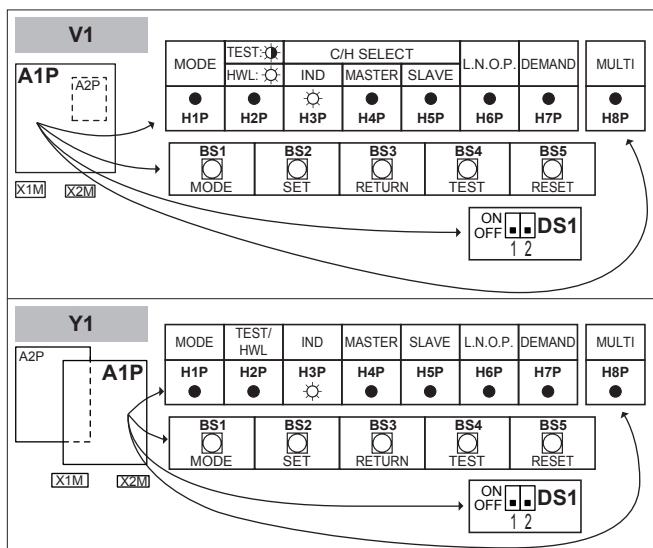 V1
A1P
A2P
X1M X2M
MODE TEST: C/H SELECT L.N.O.P. DEMAND MULTI
HWL: IND MASTER SLAVE
H1P H2P H3P H4P H5P H6P H7P H8P
BS1 BS2 BS3 BS4 BS5
MODE SET RETURN TEST RESET
ON
OFF DS1
1 2
Y1
A2P
A1P
X1M X2M
MODE TEST/ HWL IND MASTER SLAVE L.N.O.P. DEMAND MULTI
H1P H2P H3P H4P H5P H6P H7P H8P
BS1 BS2 BS3 BS4 BS5
MODE SET RETURN TEST RESET
ON
OFF DS1
1 2